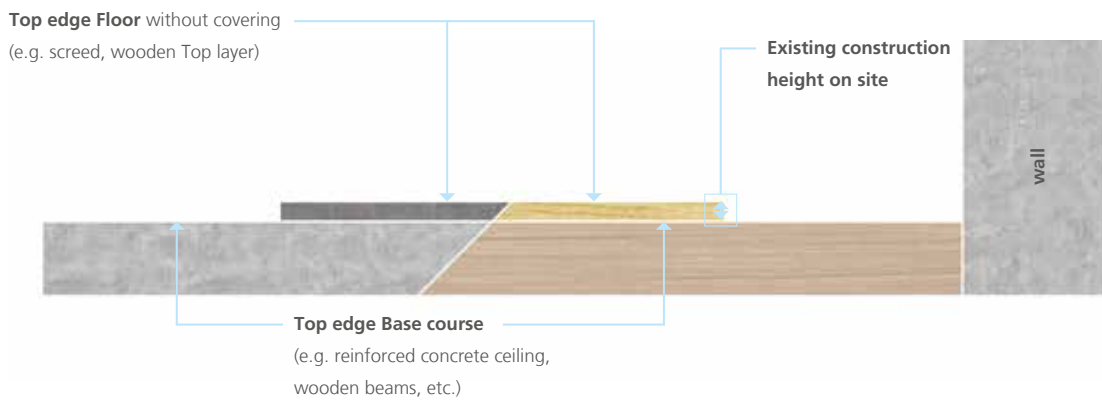 Top edge Floor without covering
(e.g. screed, wooden Top layer)
Existing construction
height on site
wall
Top edge Base course
(e.g. reinforced concrete ceiling,
wooden beams, etc.)